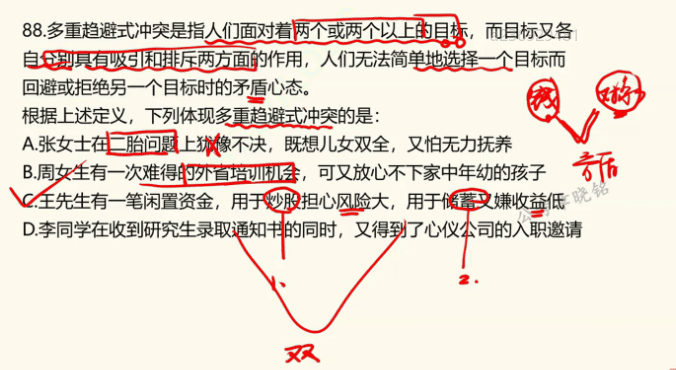 88.多重趋避式冲突是指人们面对着两个或两个以上的目标，而目标又各
自分别具有吸引和排斥两方面的作用，人们无法简单地选择一个目标而
回避或拒绝另一个目标时的矛盾心态。
根据上述定义，下列体现多重趋避式冲突的是：
A.张女士在二胎问题上犹豫不决，既想儿女双全，又怕无力抚养
B.周女生有一次难得的外省培训机会，可又放心不下家中年幼的孩子
C.王先生有一笔闲置资金，用于炒股担心风险大，用于储蓄又嫌收益低
D.李同学在收到研究生录取通知书的同时，又得到了心仪公司的入职邀请
钱
矛盾
1.
2.
双